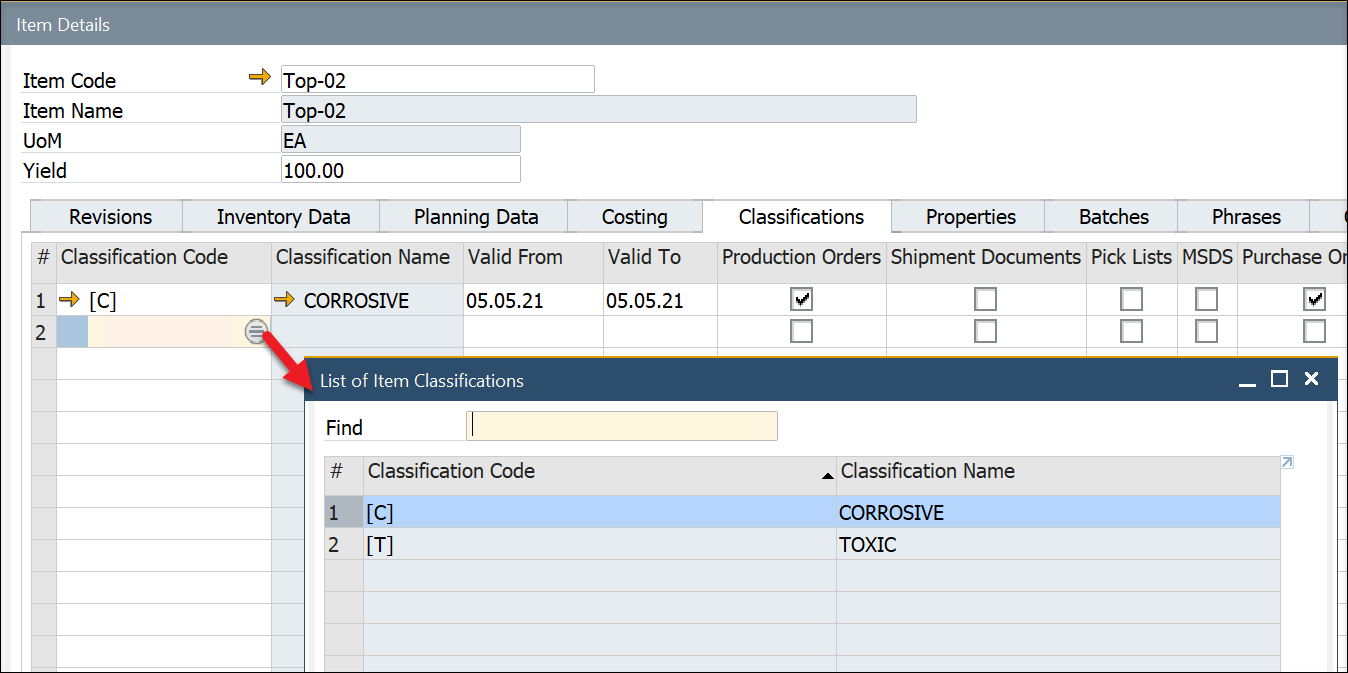 Item Details
Item Code Top-02
Item Name Top-02
UoM EA
Yield 100.00
Revisions Inventory Data Planning Data Costing Classifications Properties Batches Phrases
# Classification Code Classification Name Valid From Valid To Production Orders Shipment Documents Pick Lists MSDS Purchase Or
1 [C] CORROSIVE 05.05.21 05.05.21
2
List of Item Classifications
Find
# Classification Code Classification Name
1 [C] CORROSIVE
2 [T] TOXIC